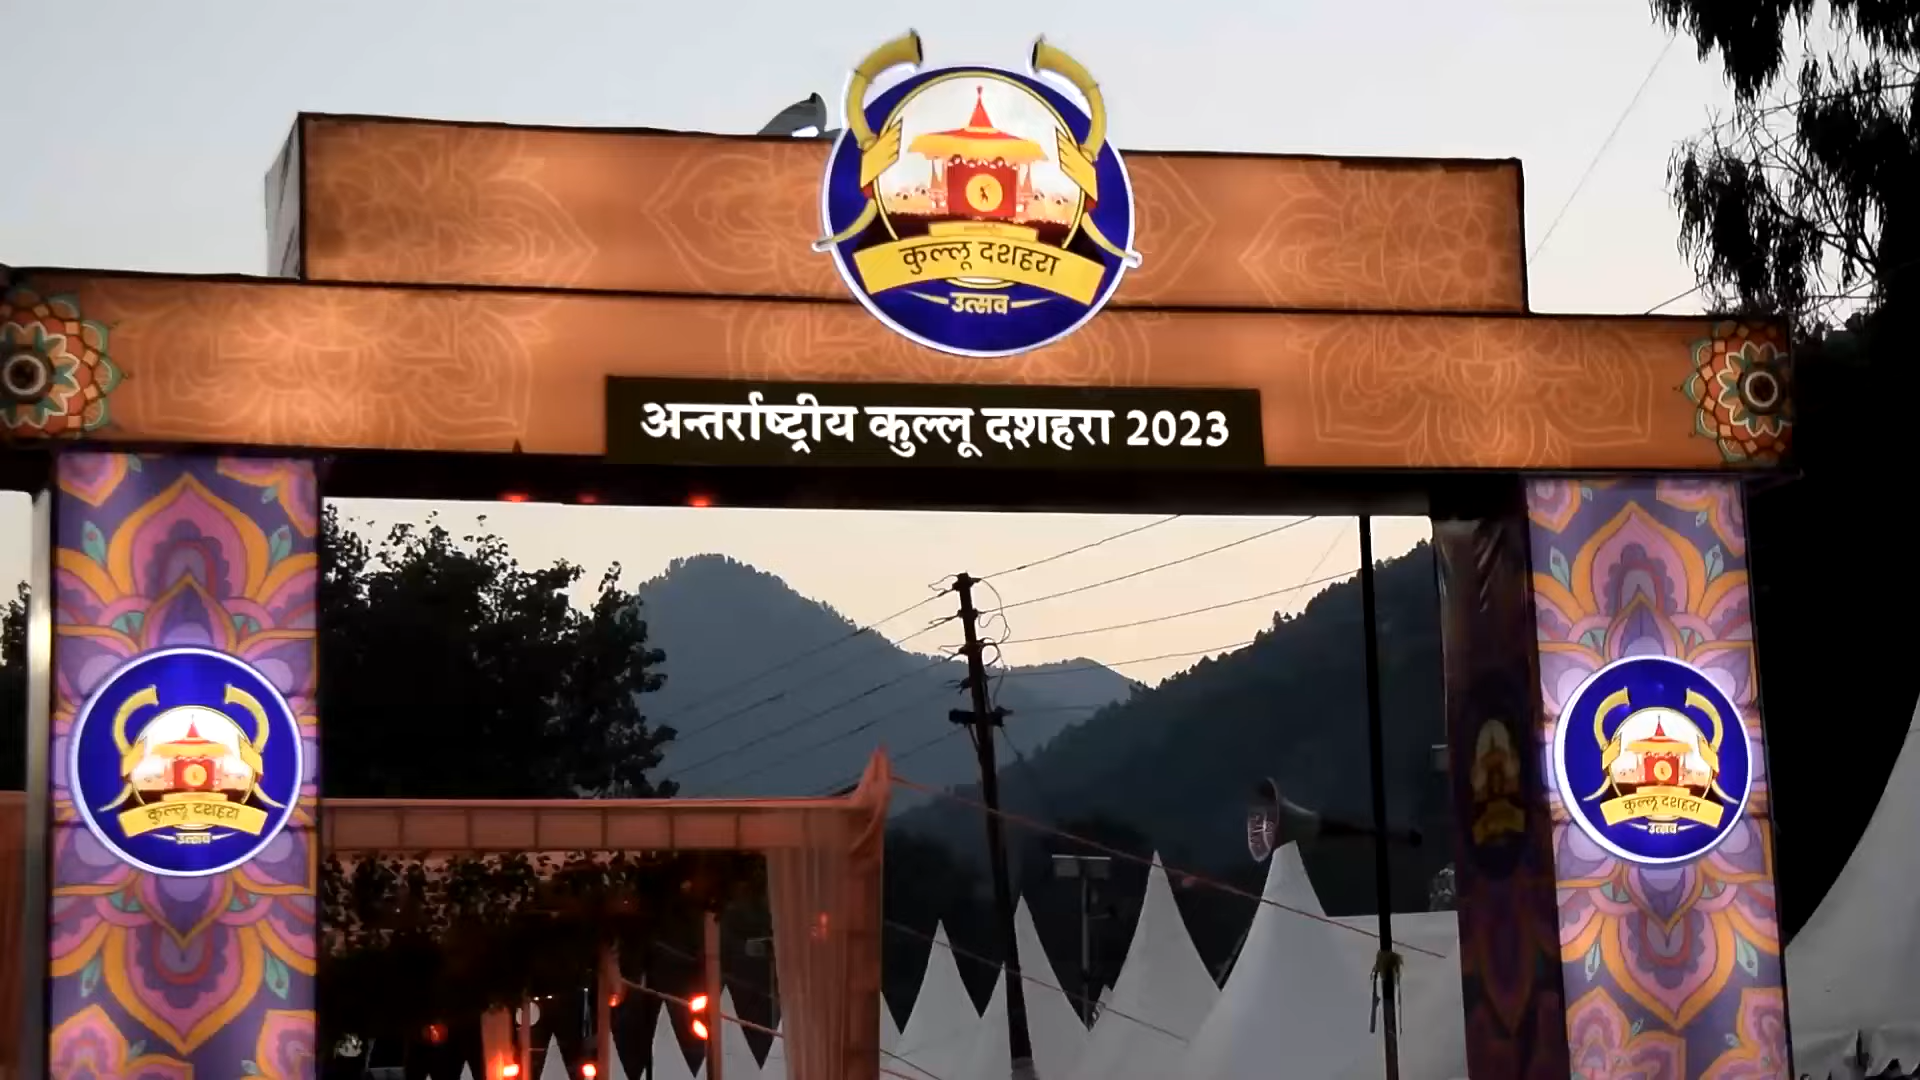 कुल्लू दशहरा
उत्सव
अन्तर्राष्ट्रीय कुल्लू दशहरा 2023
कुल्लू दशहरा
उत्सव
कुल्लू दशहरा
उत्सव